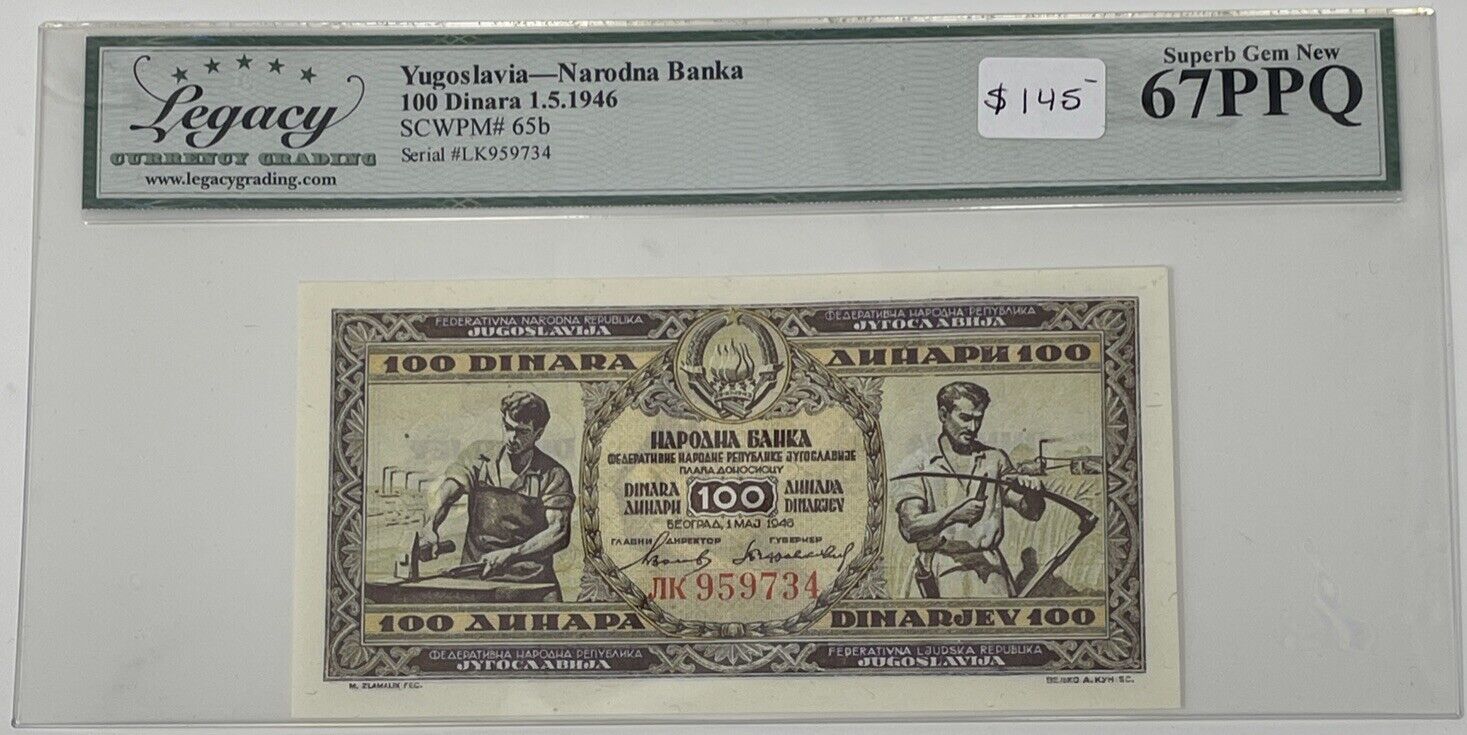 Legacy
CURRENCY GRADING
www.legacygrading.com
Yugoslavia—Narodna Banka
100 Dinara 1.5.1946
SCWPM# 65b
Serial #LK959734
$145-
Superb Gem New
67PPQ
FEDERATIVNA NARODNA REPUBLIKA
JUGOSLAVIJA
ФЕДЕРАТИВНА НАРОДНА РЕПУБЛИКА
ЈУГОСЛАВИЈА
100 DINARA
ДИНАРИ 100
НАРОДНА БАНКА
ФЕДЕРАТИВНЕ НАРОДНЕ РЕПУБЛИКЕ ЈУГОСЛАВИЈЕ
ПЛАЋА ДОНОСИОЦУ
DINARA 100 ДИНАРА
ДИНАРИ DINARJEV
БЕОГРАД, 1 МАЈ 1946
ГЛАВНИ ДИРЕКТОР ГУВЕРНЕР
ЛК 959734
100 ДИНАРА
DINARJEV 100
ФЕДЕРАТИВНА НАРОДНА РЕПУБЛИКА
ЈУГОСЛАВИЈА
FEDERATIVNA LJUDSKA REPUBLIKA
JUGOSLAVIJA
M. ZLAMALIK FEC.
ВЕЉКО А. КУН SC.